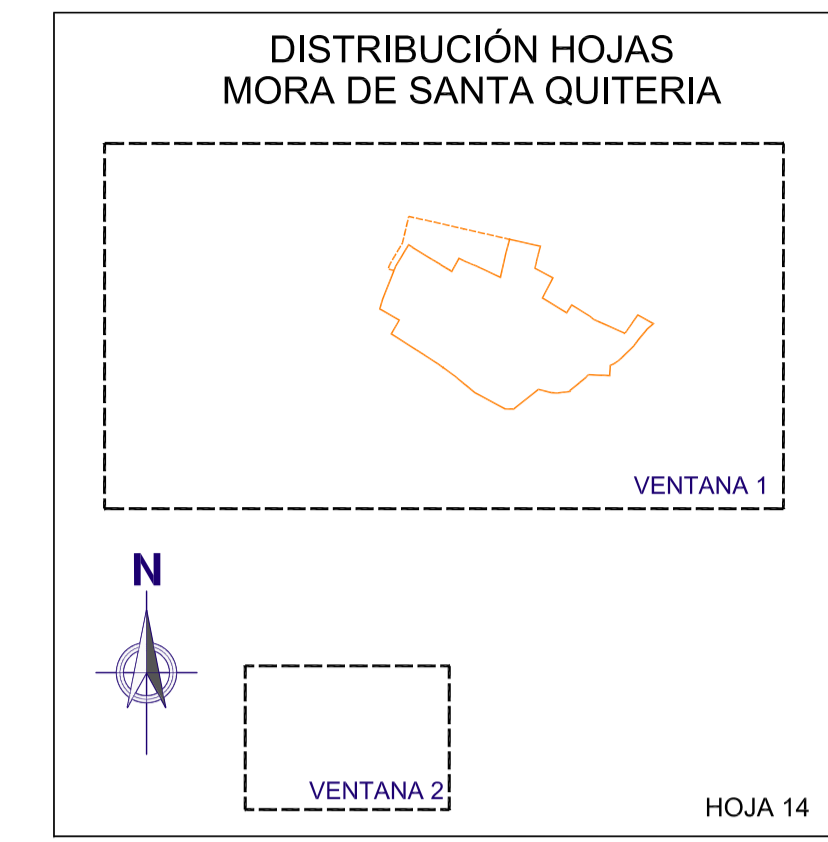 DISTRIBUCIÓN HOJAS
MORA DE SANTA QUITERIA
VENTANA 1
N
VENTANA 2
HOJA 14